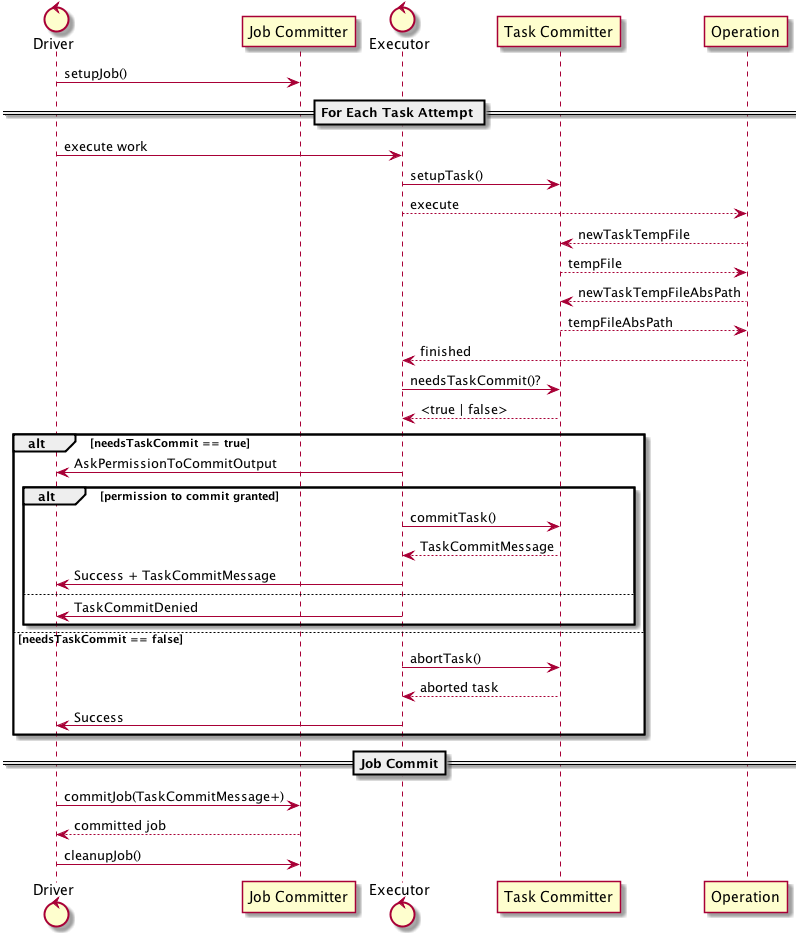 Driver
Job Committer
Executor
Task Committer
Operation
setupJob()
For Each Task Attempt
execute work
setupTask()
execute
newTaskTempFile
tempFile
newTaskTempFileAbsPath
tempFileAbsPath
finished
needsTaskCommit()?
<true | false>
alt
[needsTaskCommit == true]
AskPermissionToCommitOutput
alt
[permission to commit granted]
commitTask()
TaskCommitMessage
Success + TaskCommitMessage
TaskCommitDenied
[needsTaskCommit == false]
abortTask()
aborted task
Success
Job Commit
commitJob(TaskCommitMessage+)
committed job
cleanupJob()
Driver
Job Committer
Executor
Task Committer
Operation